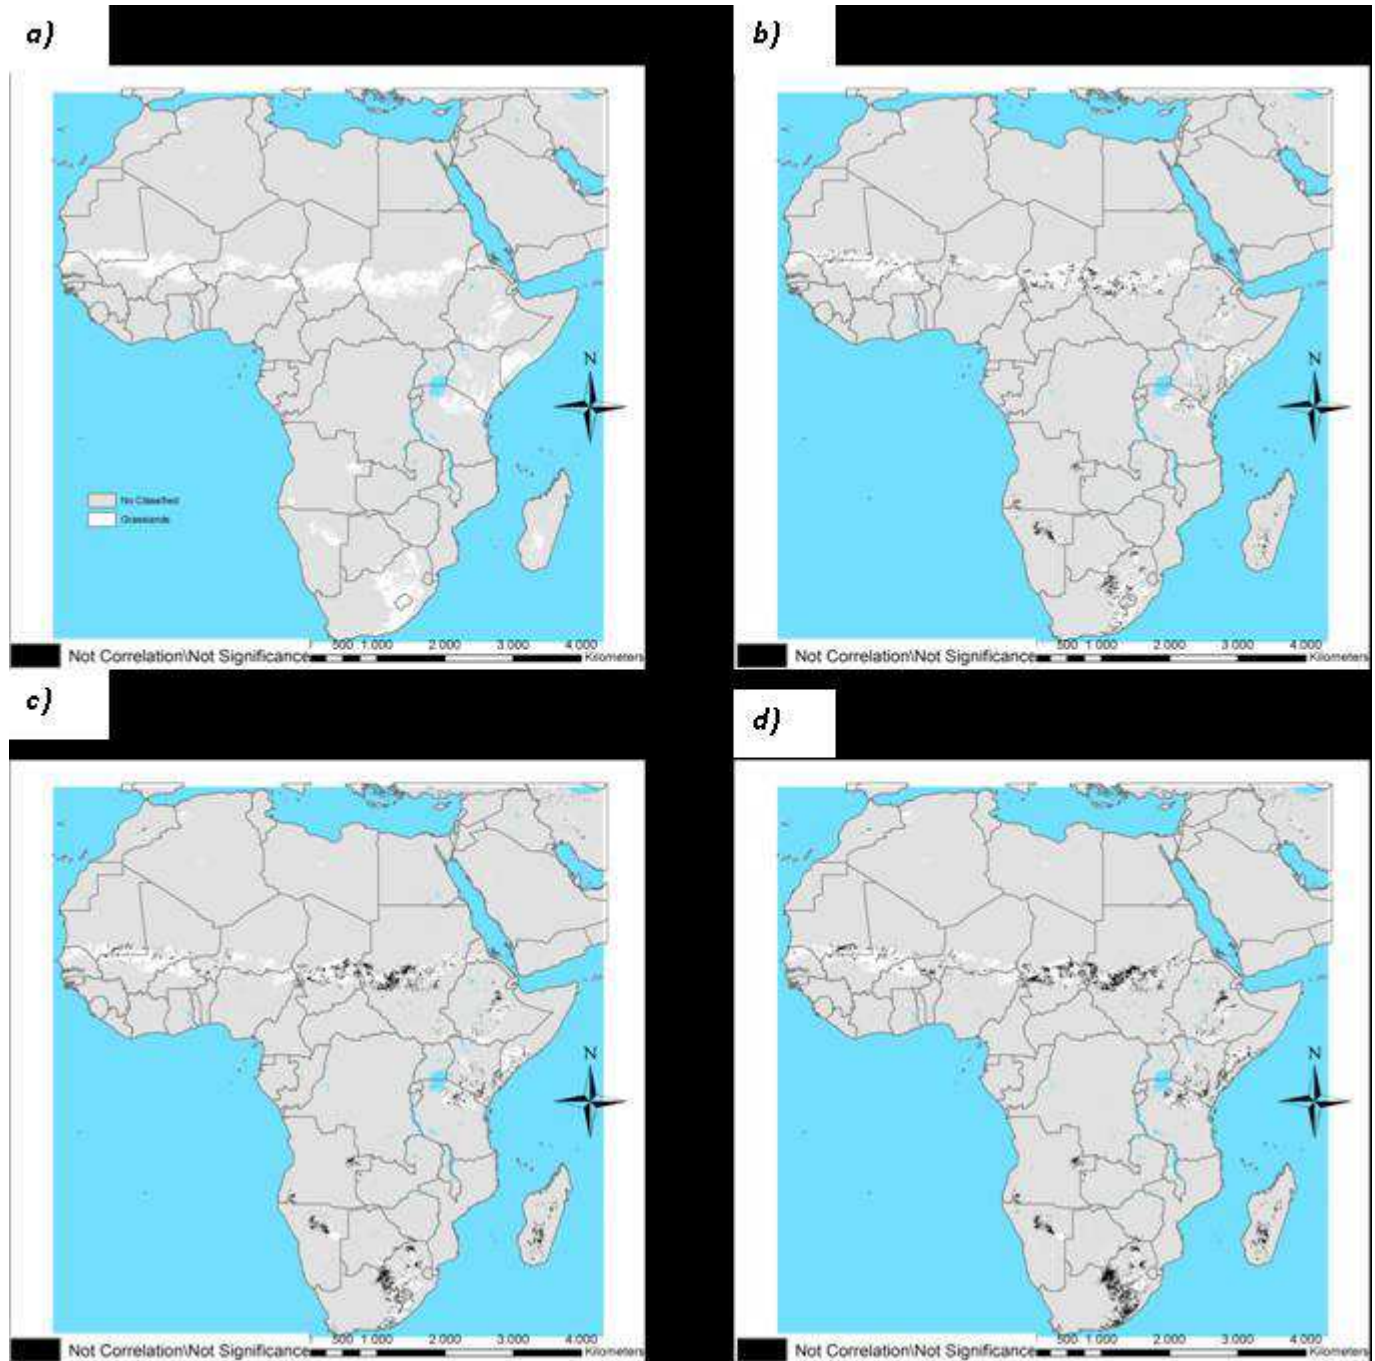 a)
N
No Classified
Grasslands
500 1 000 2 000 3 000 4 000
Not Correlation\Not Significance
Kilometers
b)
N
500 1 000 2 000 3 000 4 000
Not Correlation\Not Significance
Kilometers
c)
N
500 1 000 2 000 3 000 4 000
Not Correlation\Not Significance
Kilometers
d)
N
500 1 000 2 000 3 000 4 000
Not Correlation\Not Significance
Kilometers